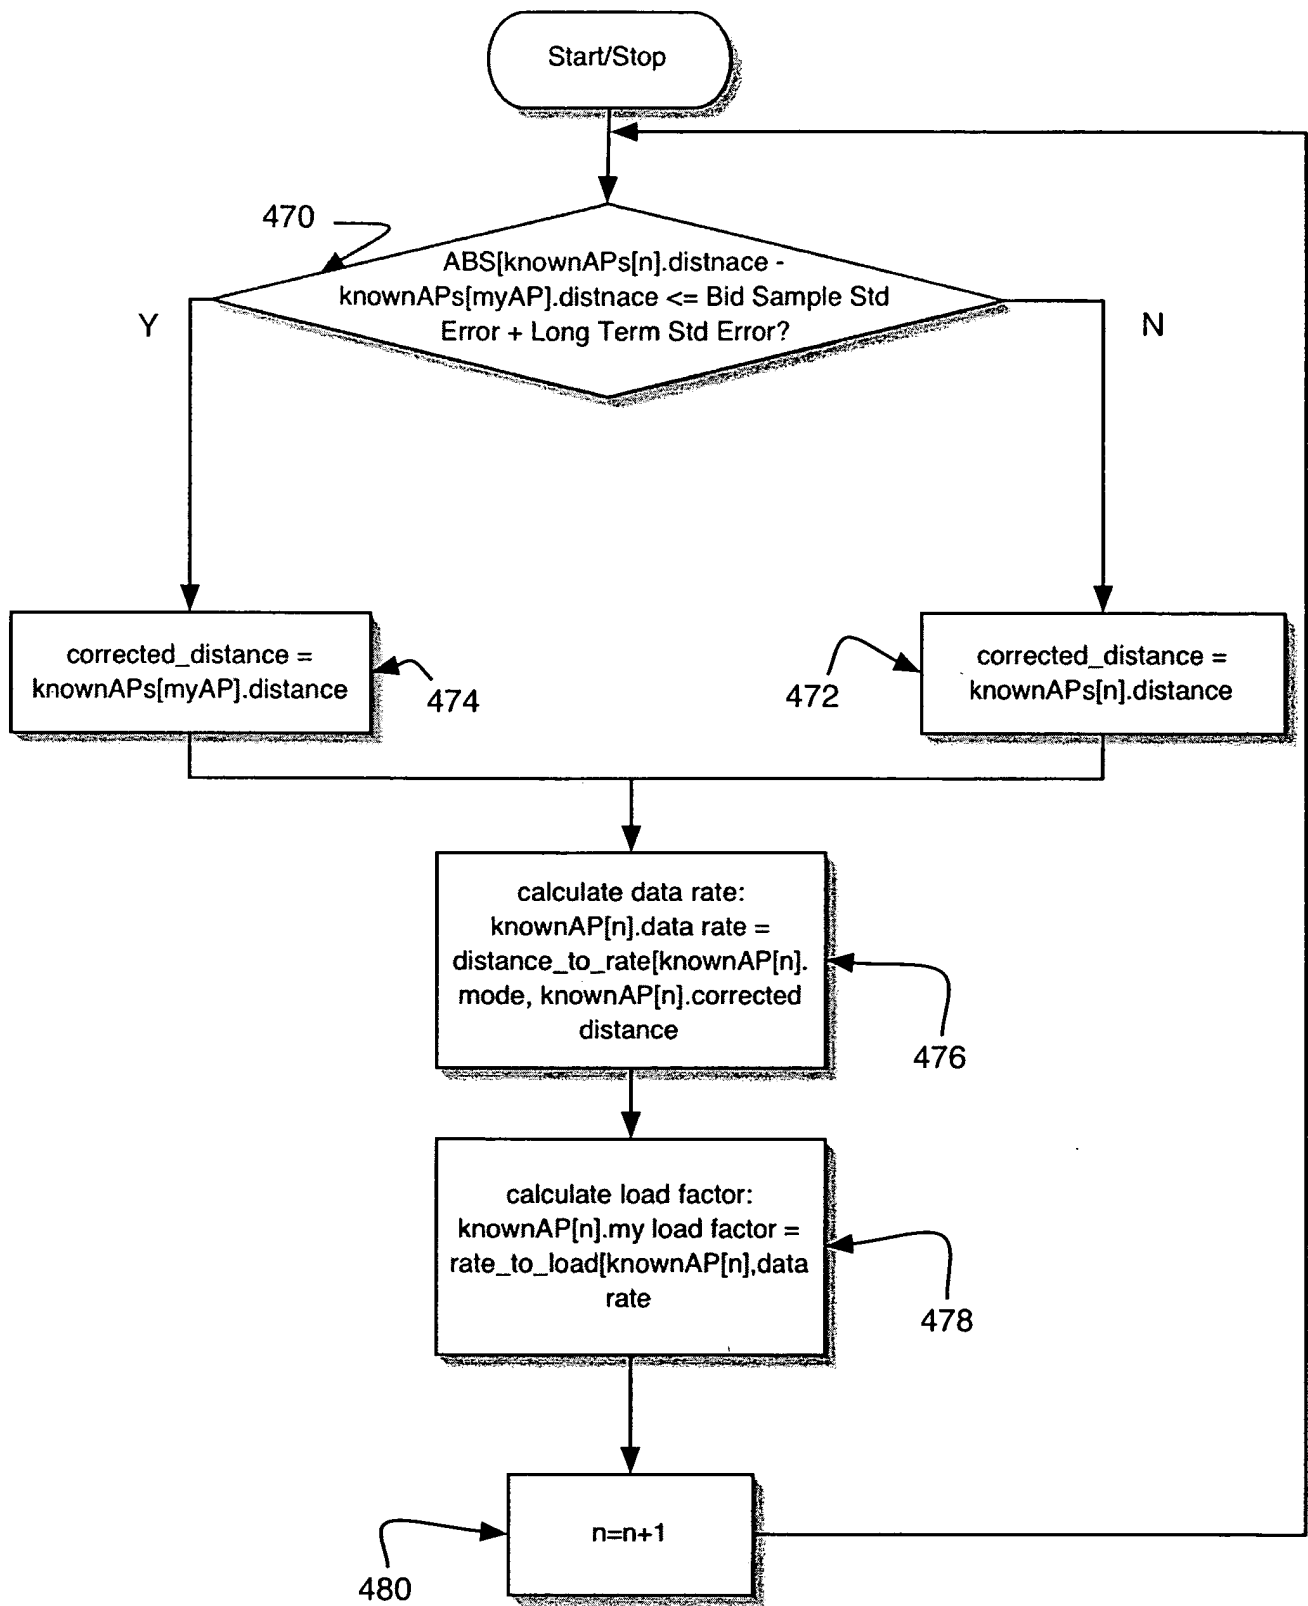 Start/Stop
470
ABS[knownAPs[n].distnace -
knownAPs[myAP].distnace <= Bid Sample Std
Error + Long Term Std Error?
Y
N
corrected_distance =
knownAPs[myAP].distance
474
472
corrected_distance =
knownAPs[n].distance
calculate data rate:
knownAP[n].data rate =
distance_to_rate[knownAP[n].
mode, knownAP[n].corrected
distance
476
calculate load factor:
knownAP[n].my load factor =
rate_to_load[knownAP[n],data
rate
478
n=n+1
480